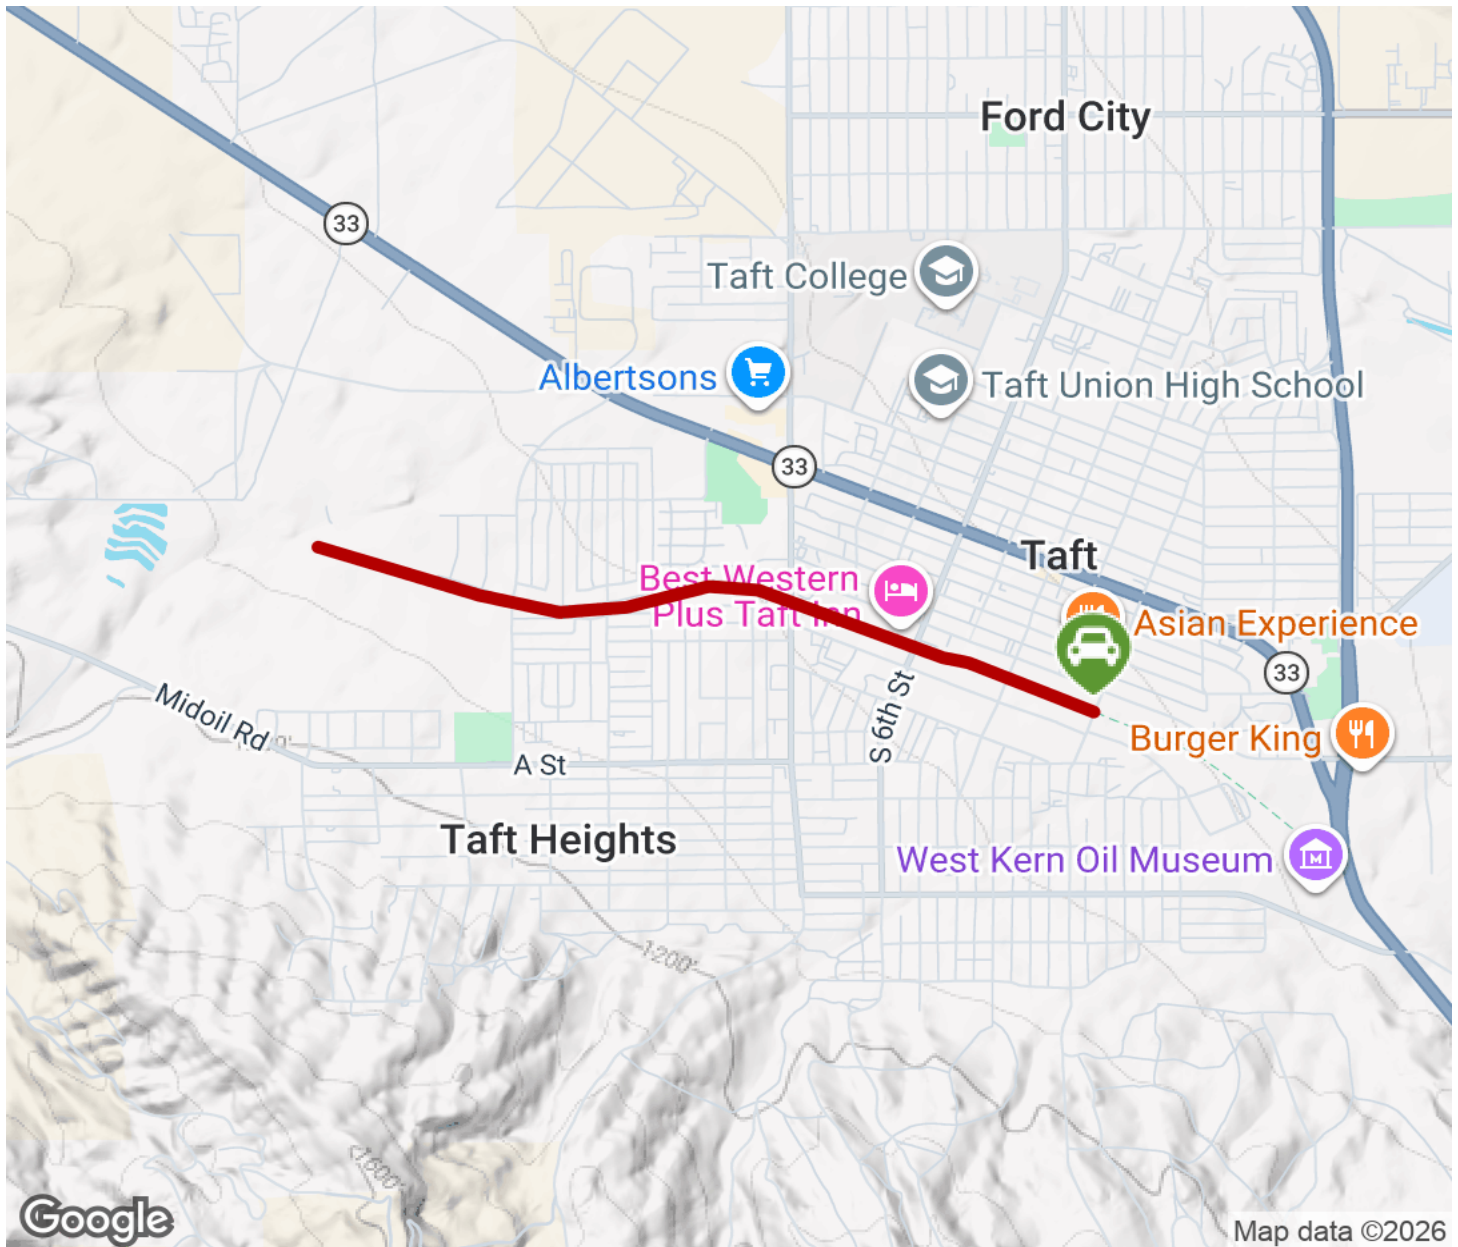 Ford City
33
Taft College
Albertsons
Taft Union High School
33
Taft
Best Western
Plus Taft Inn
Asian Experience
33
Midoil Rd
S 6th St
Burger King
A St
Taft Heights
West Kern Oil Museum
1200'
1600'
Google
Map data ©2026